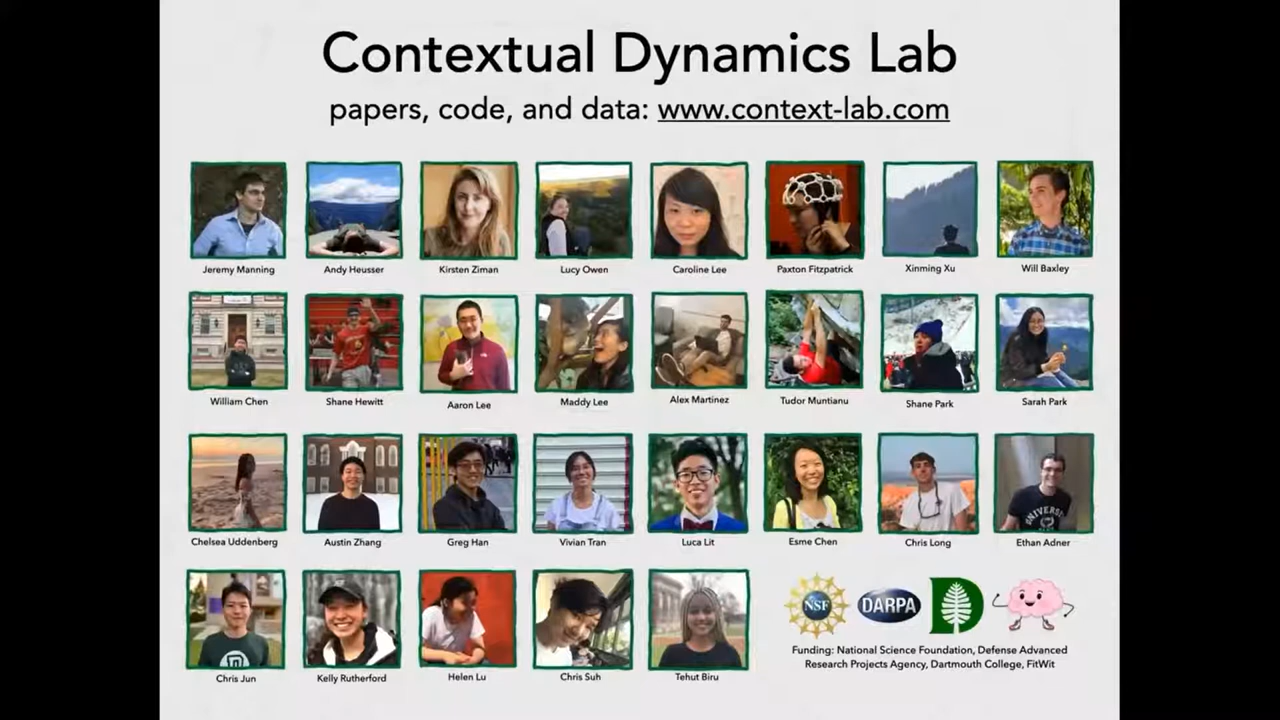 Contextual Dynamics Lab
papers, code, and data: www.context-lab.com
Jeremy Manning
Andy Heusser
Kirsten Ziman
Lucy Owen
Caroline Lee
Paxton Fitzpatrick
Xinming Xu
Will Baxley
William Chen
Shane Hewitt
Aaron Lee
Maddy Lee
Alex Martinez
Tudor Muntianu
Shane Park
Sarah Park
Chelsea Uddenberg
Austin Zhang
Greg Han
Vivian Tran
Luca Lit
Esme Chen
Chris Long
Ethan Adner
UNIVERS
Chris Jun
Kelly Rutherford
Helen Lu
Chris Suh
Tehut Biru
NSF
DARPA
D
Funding: National Science Foundation, Defense Advanced
Research Projects Agency, Dartmouth College, FitWit